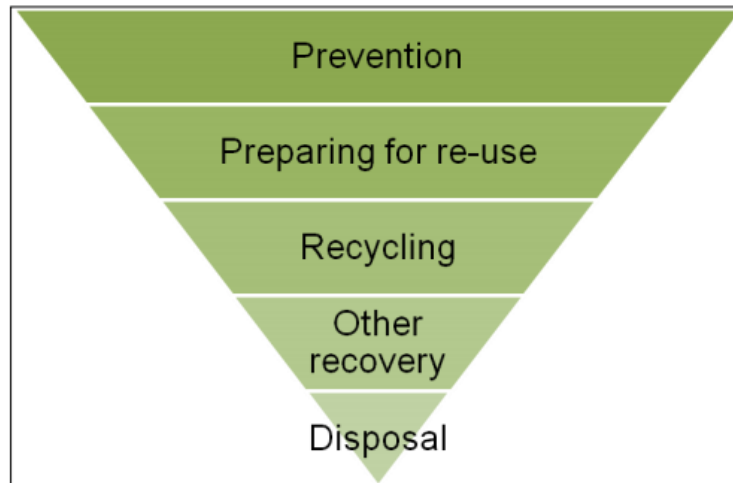 Prevention
Preparing for re-use
Recycling
Other
recovery
Disposal